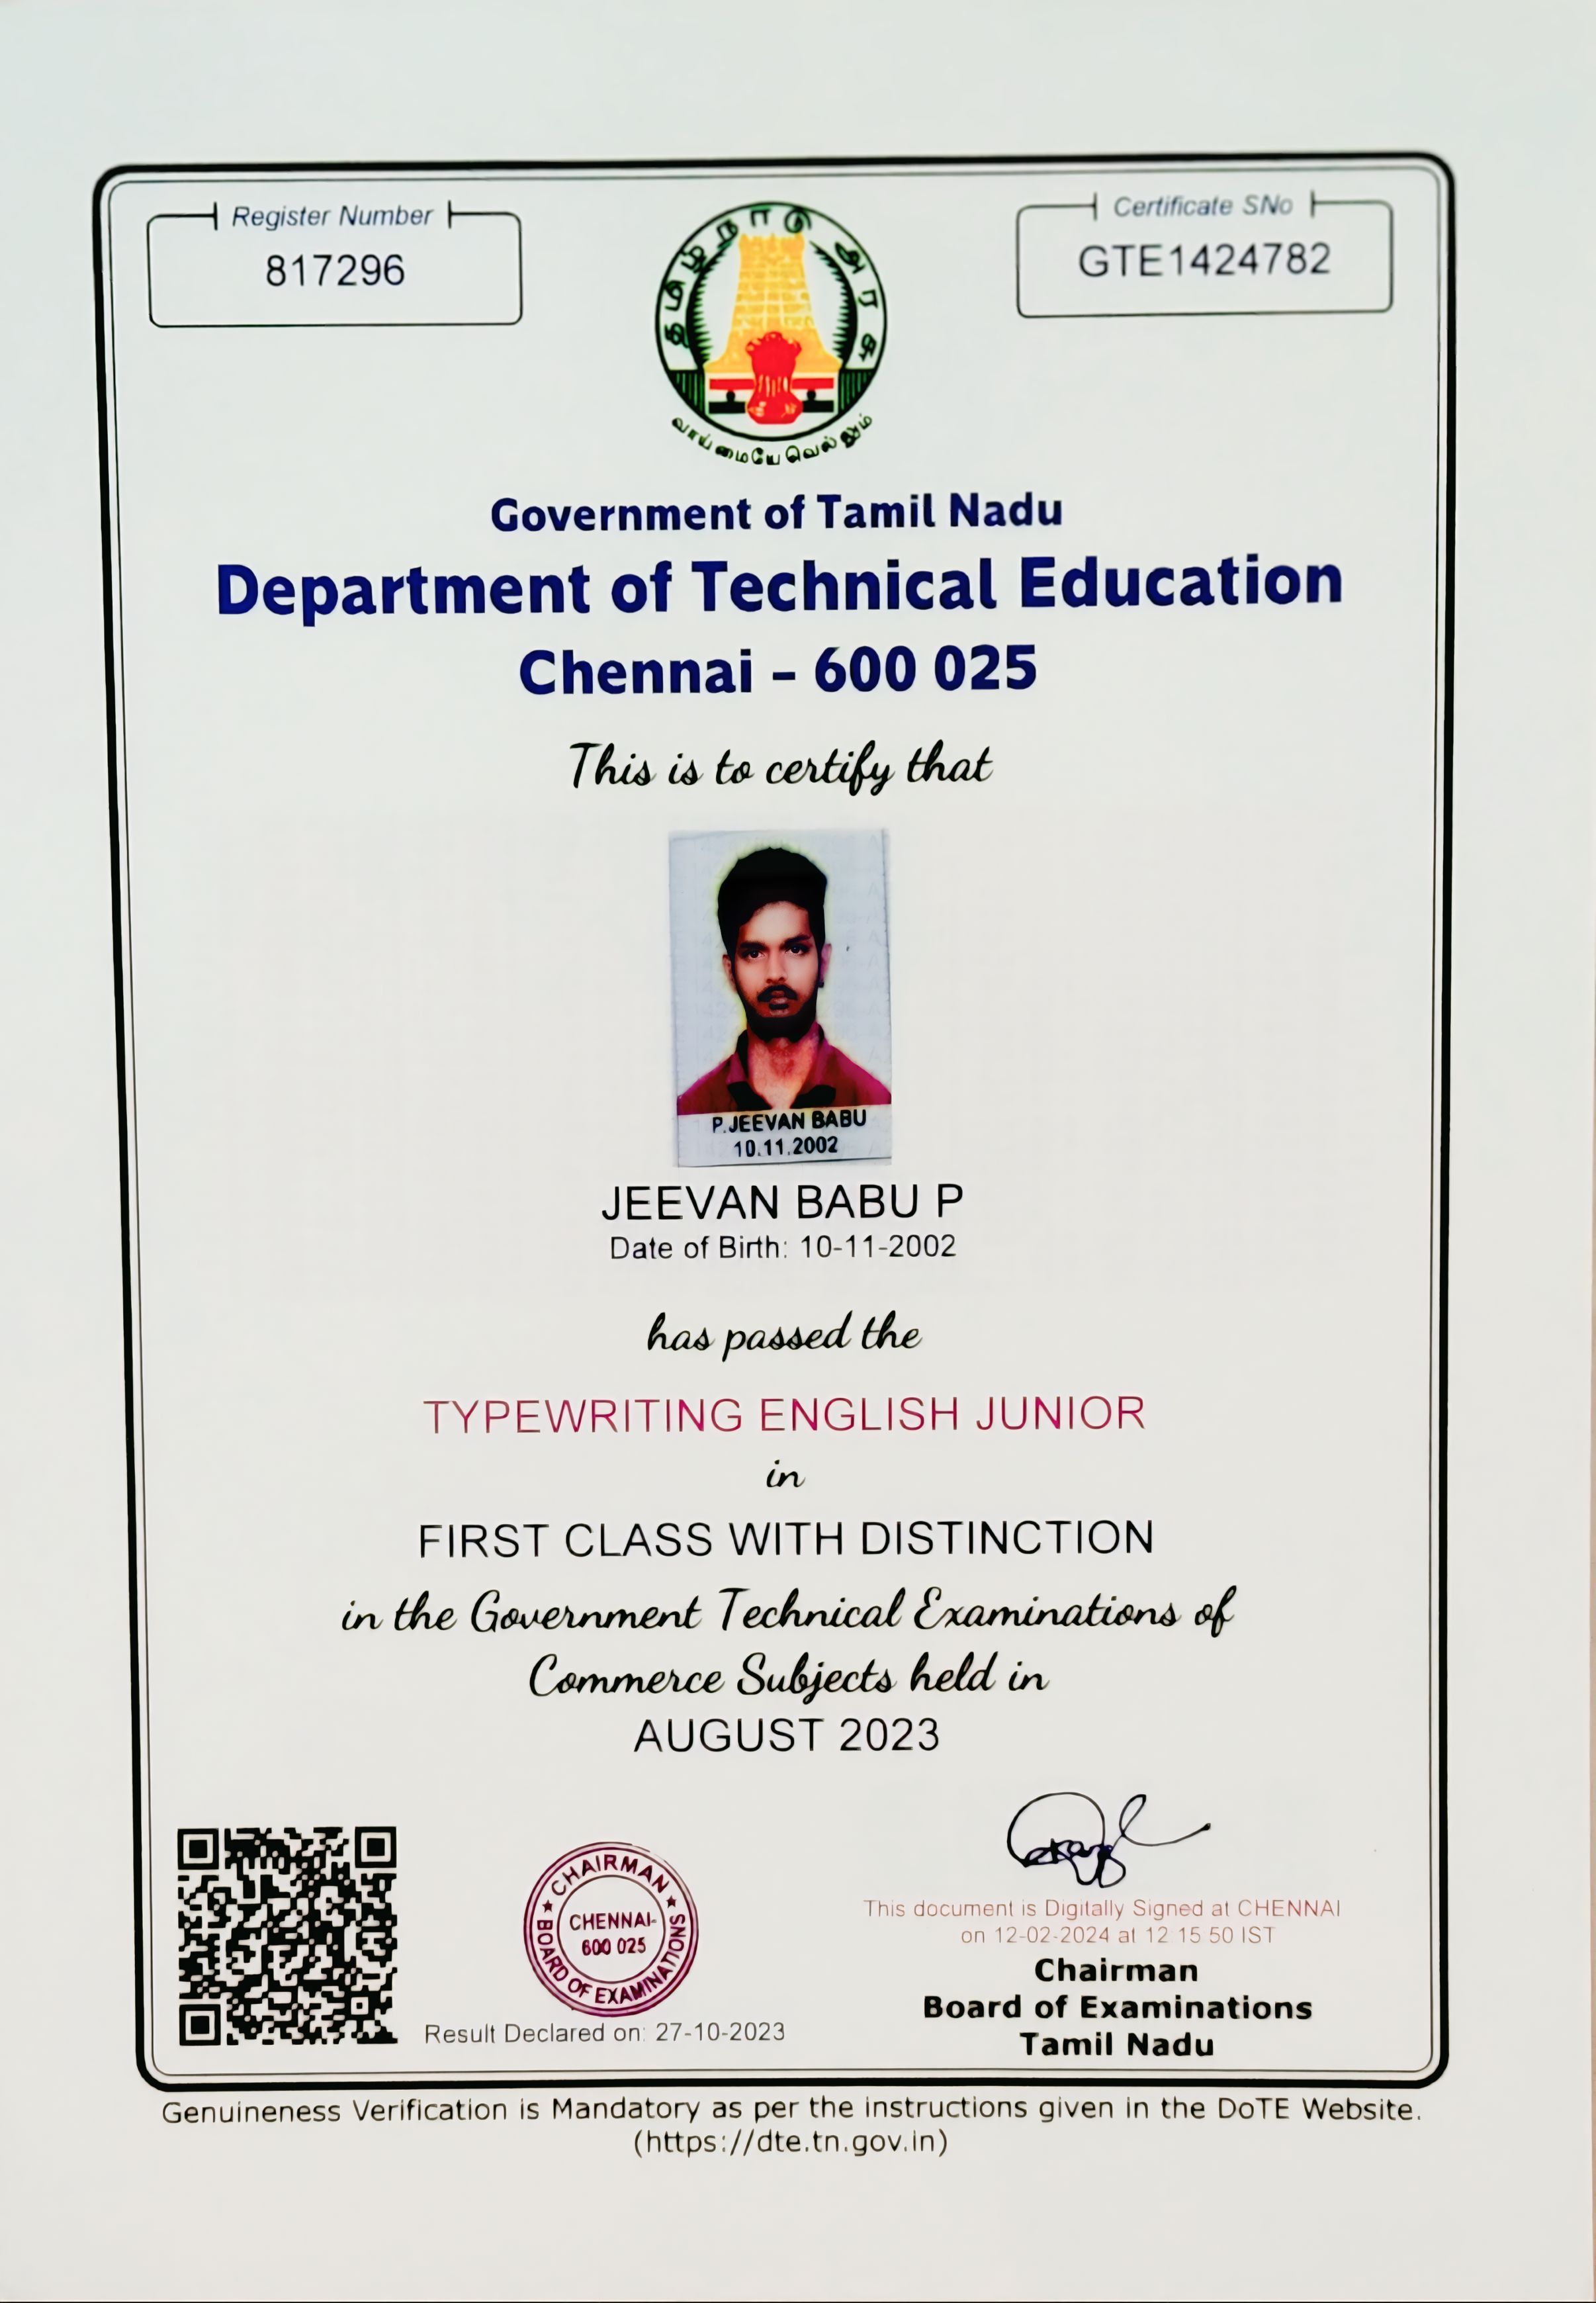 Register Number
817296
Certificate SNo
GTE1424782
தமிழ்நாடு அரசு
வாய்மையே வெல்லும்
Government of Tamil Nadu
Department of Technical Education
Chennai – 600 025
This is to certify that
P.JEEVAN BABU
10.11.2002
JEEVAN BABU P
Date of Birth: 10-11-2002
has passed the
TYPEWRITING ENGLISH JUNIOR
in
FIRST CLASS WITH DISTINCTION
in the Government Technical Examinations of
Commerce Subjects held in
AUGUST 2023
CHAIRMAN
CHENNAI-
600 025
BOARD OF EXAMINATIONS
Result Declared on: 27-10-2023
This document is Digitally Signed at CHENNAI
on 12-02-2024 at 12 15 50 IST
Chairman
Board of Examinations
Tamil Nadu
Genuineness Verification is Mandatory as per the instructions given in the DoTE Website.
(https://dte.tn.gov.in)